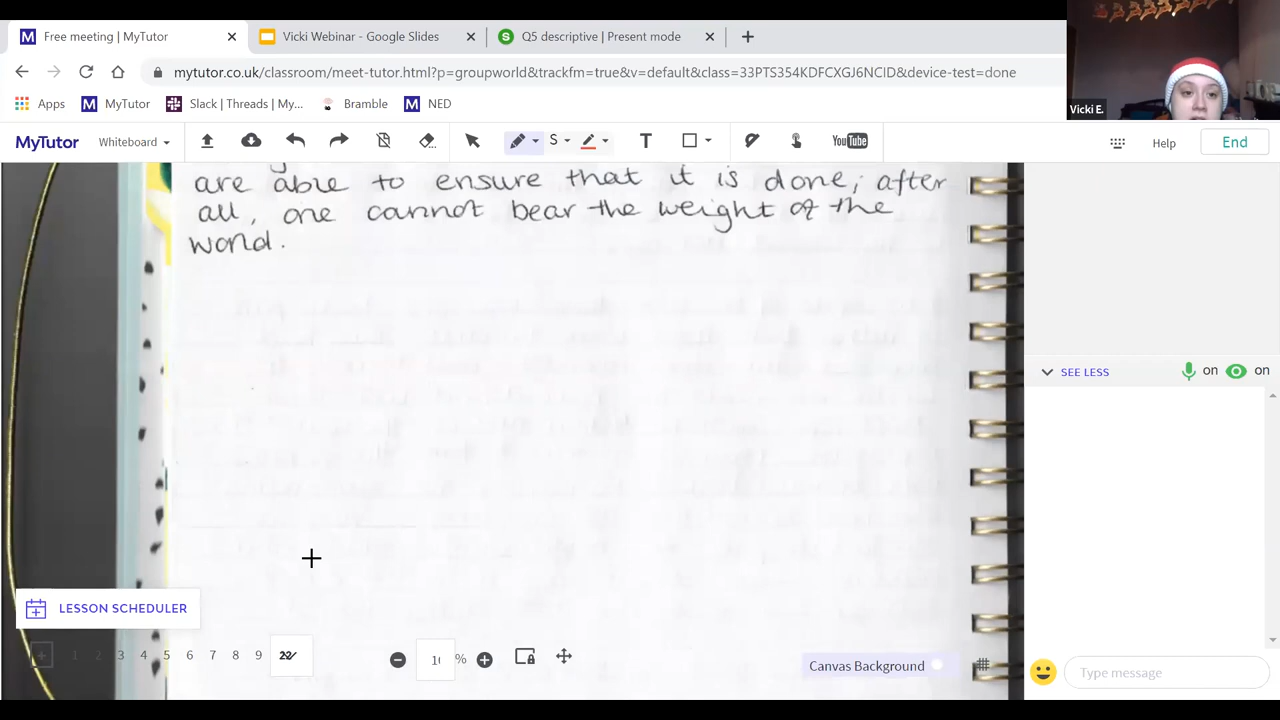 Free meeting | MyTutor
Vicki Webinar - Google Slides
Q5 descriptive | Present mode
mytutor.co.uk/classroom/meet-tutor.html?p=groupworld&trackfm=true&v=default&class=33PTS354KDFCXGJ6NCID&device-test=done
Vicki E.
Apps
MyTutor
Slack | Threads | My...
Bramble
NED
MyTutor
Whiteboard
S
T
YouTube
Help
End
are able to ensure that it is done; after
all, one cannot bear the weight of the
world.
SEE LESS
on
on
LESSON SCHEDULER
1 2 3 4 5 6 7 8 9
%
Canvas Background
Type message